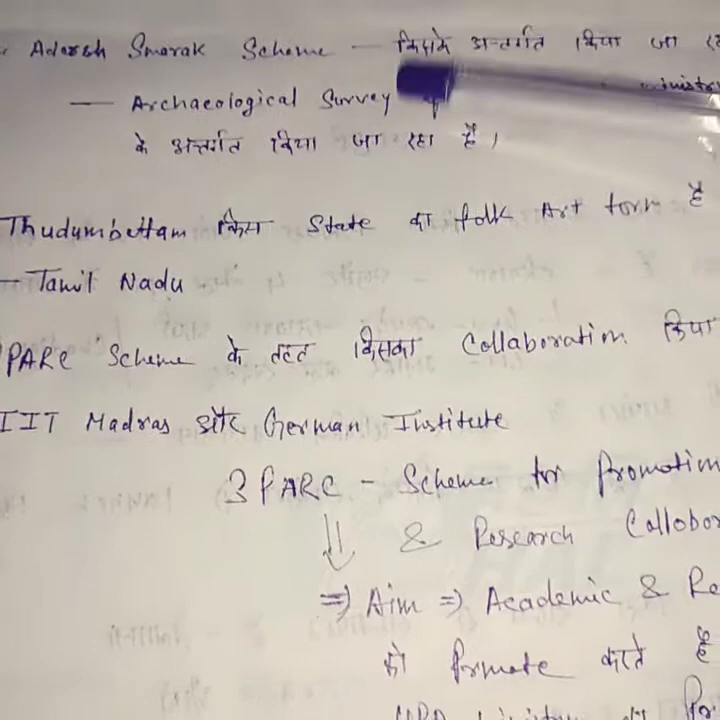 Adarsh Smarak Scheme — किसके अन्तर्गत किया जा
— Archaeological Survey
के अन्तर्गत किया जा रहा है।
Thudumbattam किस State का folk Art form है
– Tamil Nadu
PARC Scheme के तहत किसका Collaboration किया
IIT Madras और German Institute
SPARC – Scheme for Promotion
& Research
⇒ Aim ⇒ Academic & Re
को Promote करते हैं